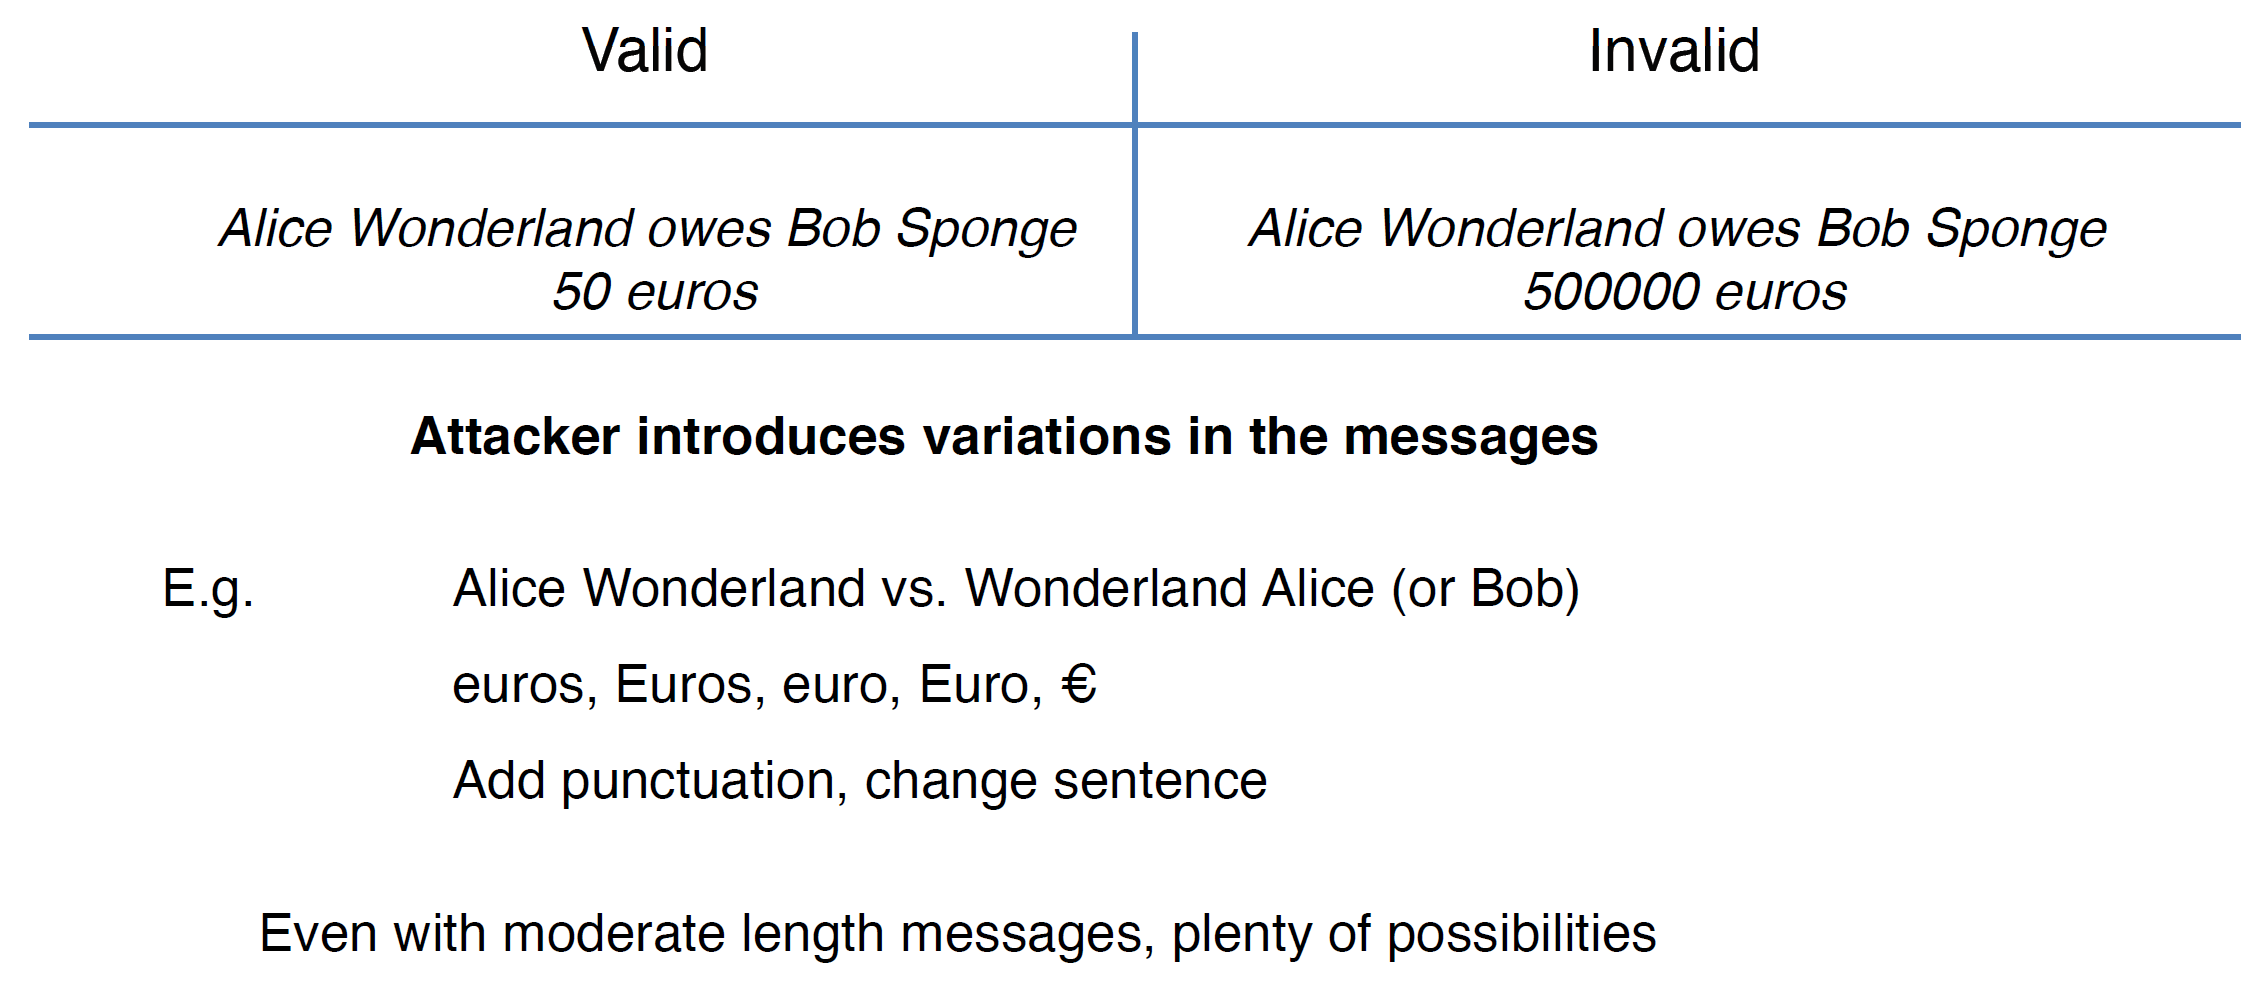 Valid
Invalid
Alice Wonderland owes Bob Sponge
50 euros
Alice Wonderland owes Bob Sponge
500000 euros
Attacker introduces variations in the messages
E.g.
Alice Wonderland vs. Wonderland Alice (or Bob)
euros, Euros, euro, Euro, €
Add punctuation, change sentence
Even with moderate length messages, plenty of possibilities